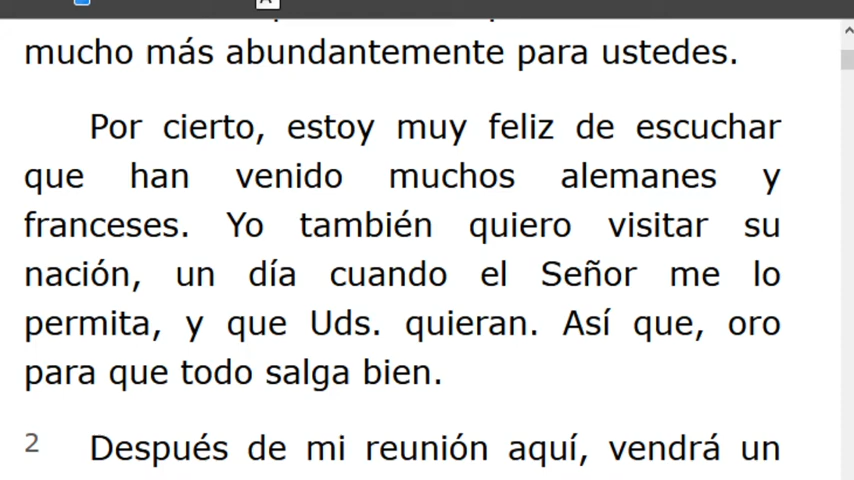 mucho más abundantemente para ustedes.
Por cierto, estoy muy feliz de escuchar
que han venido muchos alemanes y
franceses. Yo también quiero visitar su
nación, un día cuando el Señor me lo
permita, y que Uds. quieran. Así que, oro
para que todo salga bien.
2 Después de mi reunión aquí, vendrá un